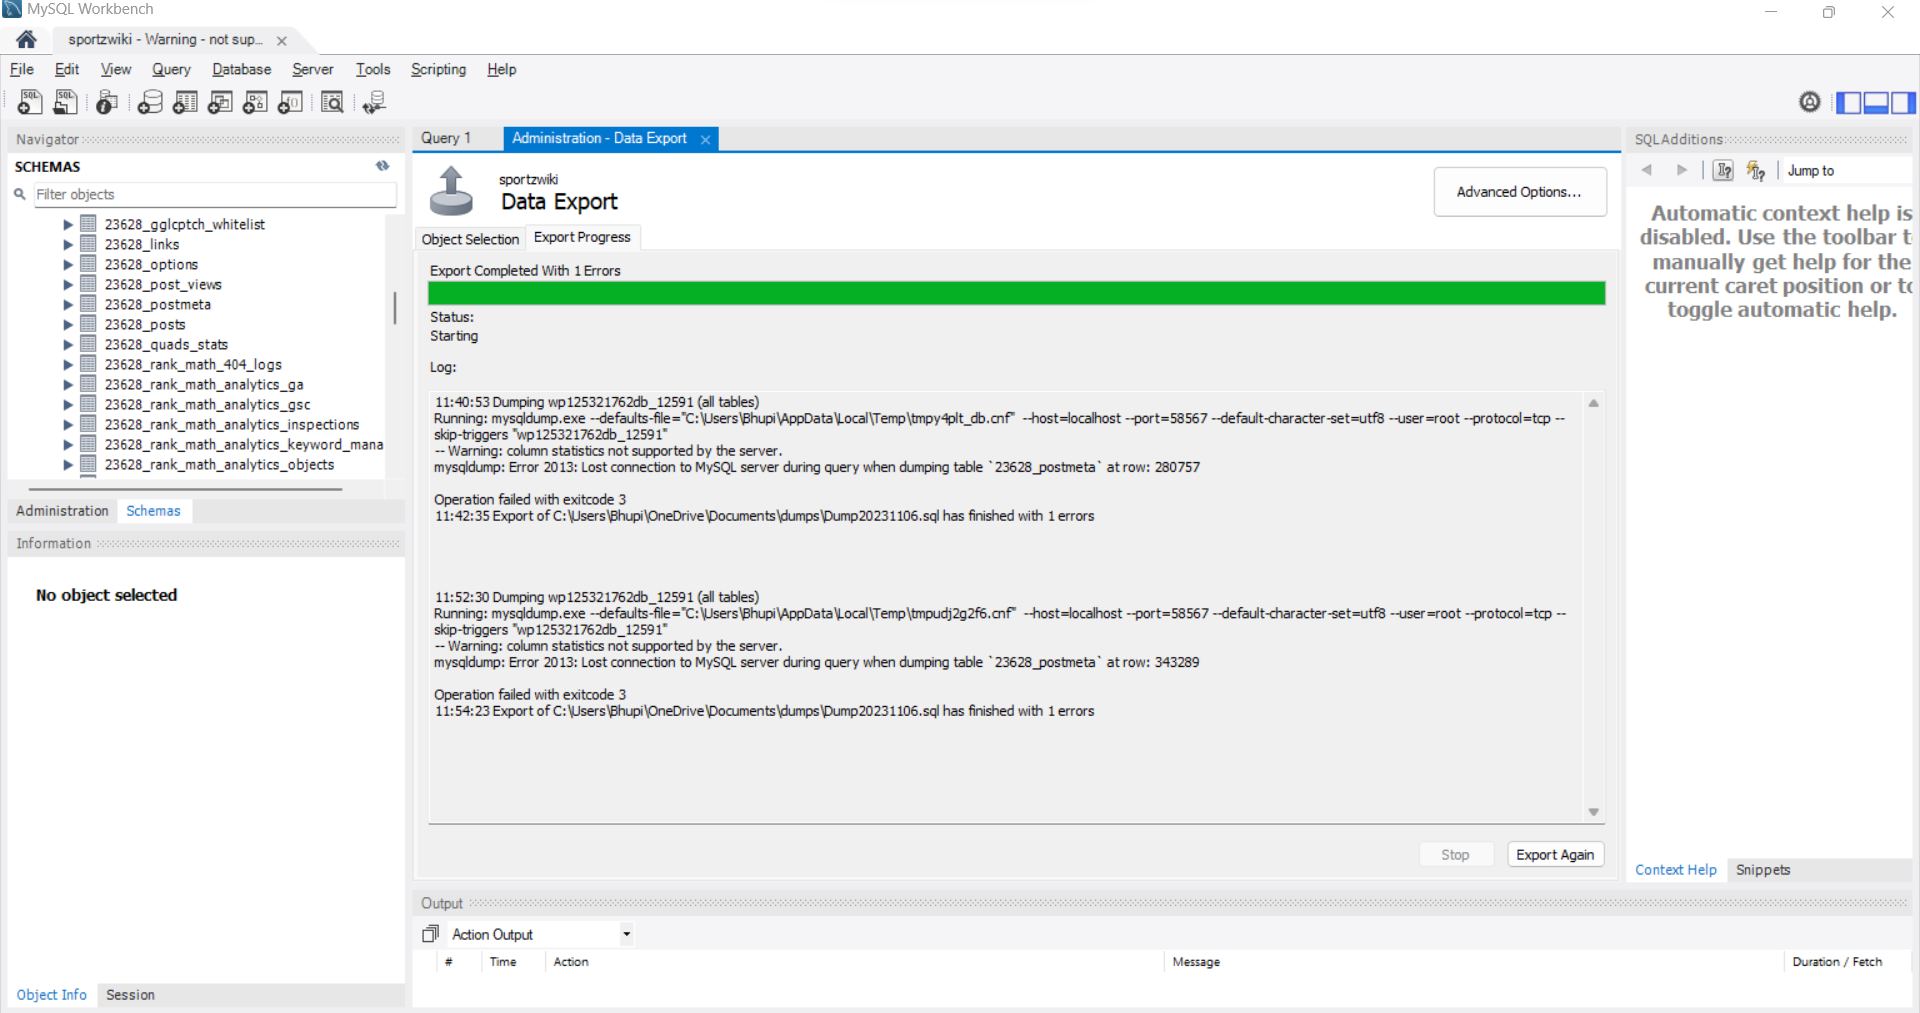 MySQL Workbench
sportzwiki - Warning - not sup...
File Edit View Query Database Server Tools Scripting Help
Navigator
SCHEMAS
Filter objects
23628_gglcptch_whitelist
23628_links
23628_options
23628_post_views
23628_postmeta
23628_posts
23628_quads_stats
23628_rank_math_404_logs
23628_rank_math_analytics_ga
23628_rank_math_analytics_gsc
23628_rank_math_analytics_inspections
23628_rank_math_analytics_keyword_mana
23628_rank_math_analytics_objects
Administration Schemas
Information
No object selected
Object Info Session
Query 1 Administration - Data Export
sportzwiki
Data Export
Advanced Options...
Object Selection Export Progress
Export Completed With 1 Errors
Status:
Starting
Log:
11:40:53 Dumping wp125321762db_12591 (all tables)
Running: mysqldump.exe --defaults-file="C:\Users\Bhupi\AppData\Local\Temp\tmpy4plt_db.cnf"  --host=localhost --port=58567 --default-character-set=utf8 --user=root --protocol=tcp --
skip-triggers "wp125321762db_12591"
-- Warning: column statistics not supported by the server.
mysqldump: Error 2013: Lost connection to MySQL server during query when dumping table `23628_postmeta` at row: 280757
Operation failed with exitcode 3
11:42:35 Export of C:\Users\Bhupi\OneDrive\Documents\dumps\Dump20231106.sql has finished with 1 errors
11:52:30 Dumping wp125321762db_12591 (all tables)
Running: mysqldump.exe --defaults-file="C:\Users\Bhupi\AppData\Local\Temp\tmpudj2g2f6.cnf"  --host=localhost --port=58567 --default-character-set=utf8 --user=root --protocol=tcp --
skip-triggers "wp125321762db_12591"
-- Warning: column statistics not supported by the server.
mysqldump: Error 2013: Lost connection to MySQL server during query when dumping table `23628_postmeta` at row: 343289
Operation failed with exitcode 3
11:54:23 Export of C:\Users\Bhupi\OneDrive\Documents\dumps\Dump20231106.sql has finished with 1 errors
Stop Export Again
Output
Action Output
# Time Action Message Duration / Fetch
SQLAdditions
Jump to
Automatic context help is
disabled. Use the toolbar t
manually get help for the
current caret position or to
toggle automatic help.
Context Help Snippets